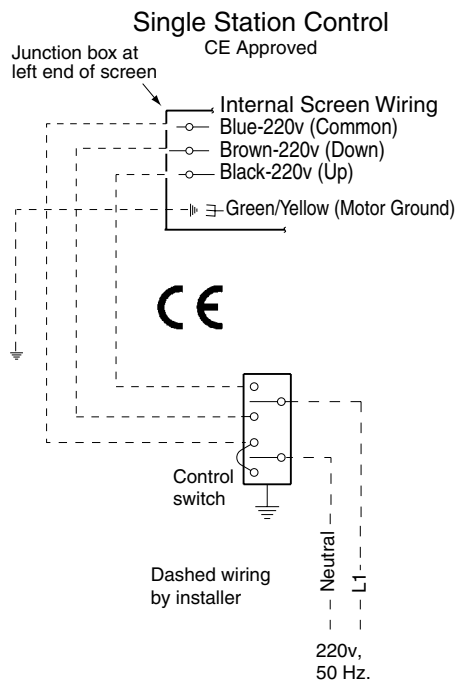 Single Station Control
CE Approved
Junction box at
left end of screen
Internal Screen Wiring
Blue-220v (Common)
Brown-220v (Down)
Black-220v (Up)
Green/Yellow (Motor Ground)
CE
Control
switch
Neutral
L1
Dashed wiring
by installer
220v,
50 Hz.